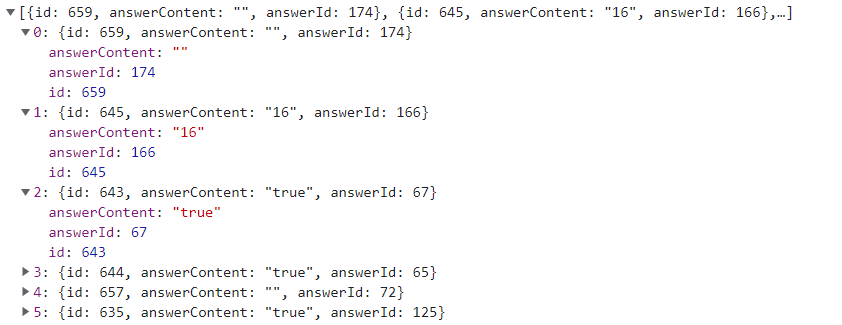 [{id: 659, answerContent: "", answerId: 174}, {id: 645, answerContent: "16", answerId: 166},…]
0: {id: 659, answerContent: "", answerId: 174}
answerContent: ""
answerId: 174
id: 659
1: {id: 645, answerContent: "16", answerId: 166}
answerContent: "16"
answerId: 166
id: 645
2: {id: 643, answerContent: "true", answerId: 67}
answerContent: "true"
answerId: 67
id: 643
3: {id: 644, answerContent: "true", answerId: 65}
4: {id: 657, answerContent: "", answerId: 72}
5: {id: 635, answerContent: "true", answerId: 125}